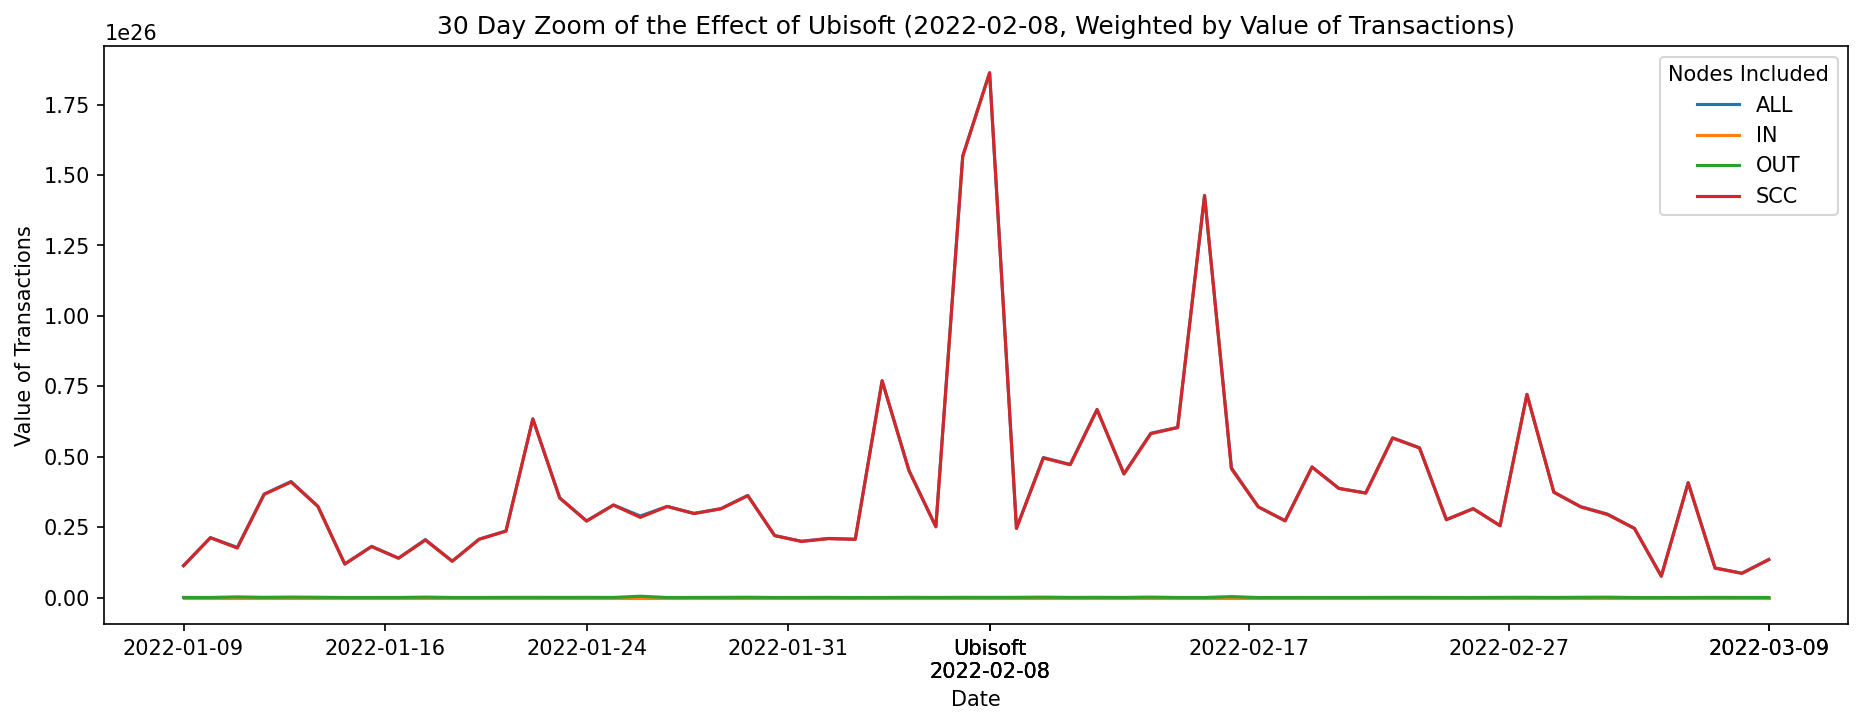 30 Day Zoom of the Effect of Ubisoft (2022-02-08, Weighted by Value of Transactions)
1e26
Nodes Included
ALL
IN
OUT
SCC
Value of Transactions
1.75
1.50
1.25
1.00
0.75
0.50
0.25
0.00
2022-01-09
2022-01-16
2022-01-24
2022-01-31
Ubisoft
2022-02-08
2022-02-17
2022-02-27
2022-03-09
Date